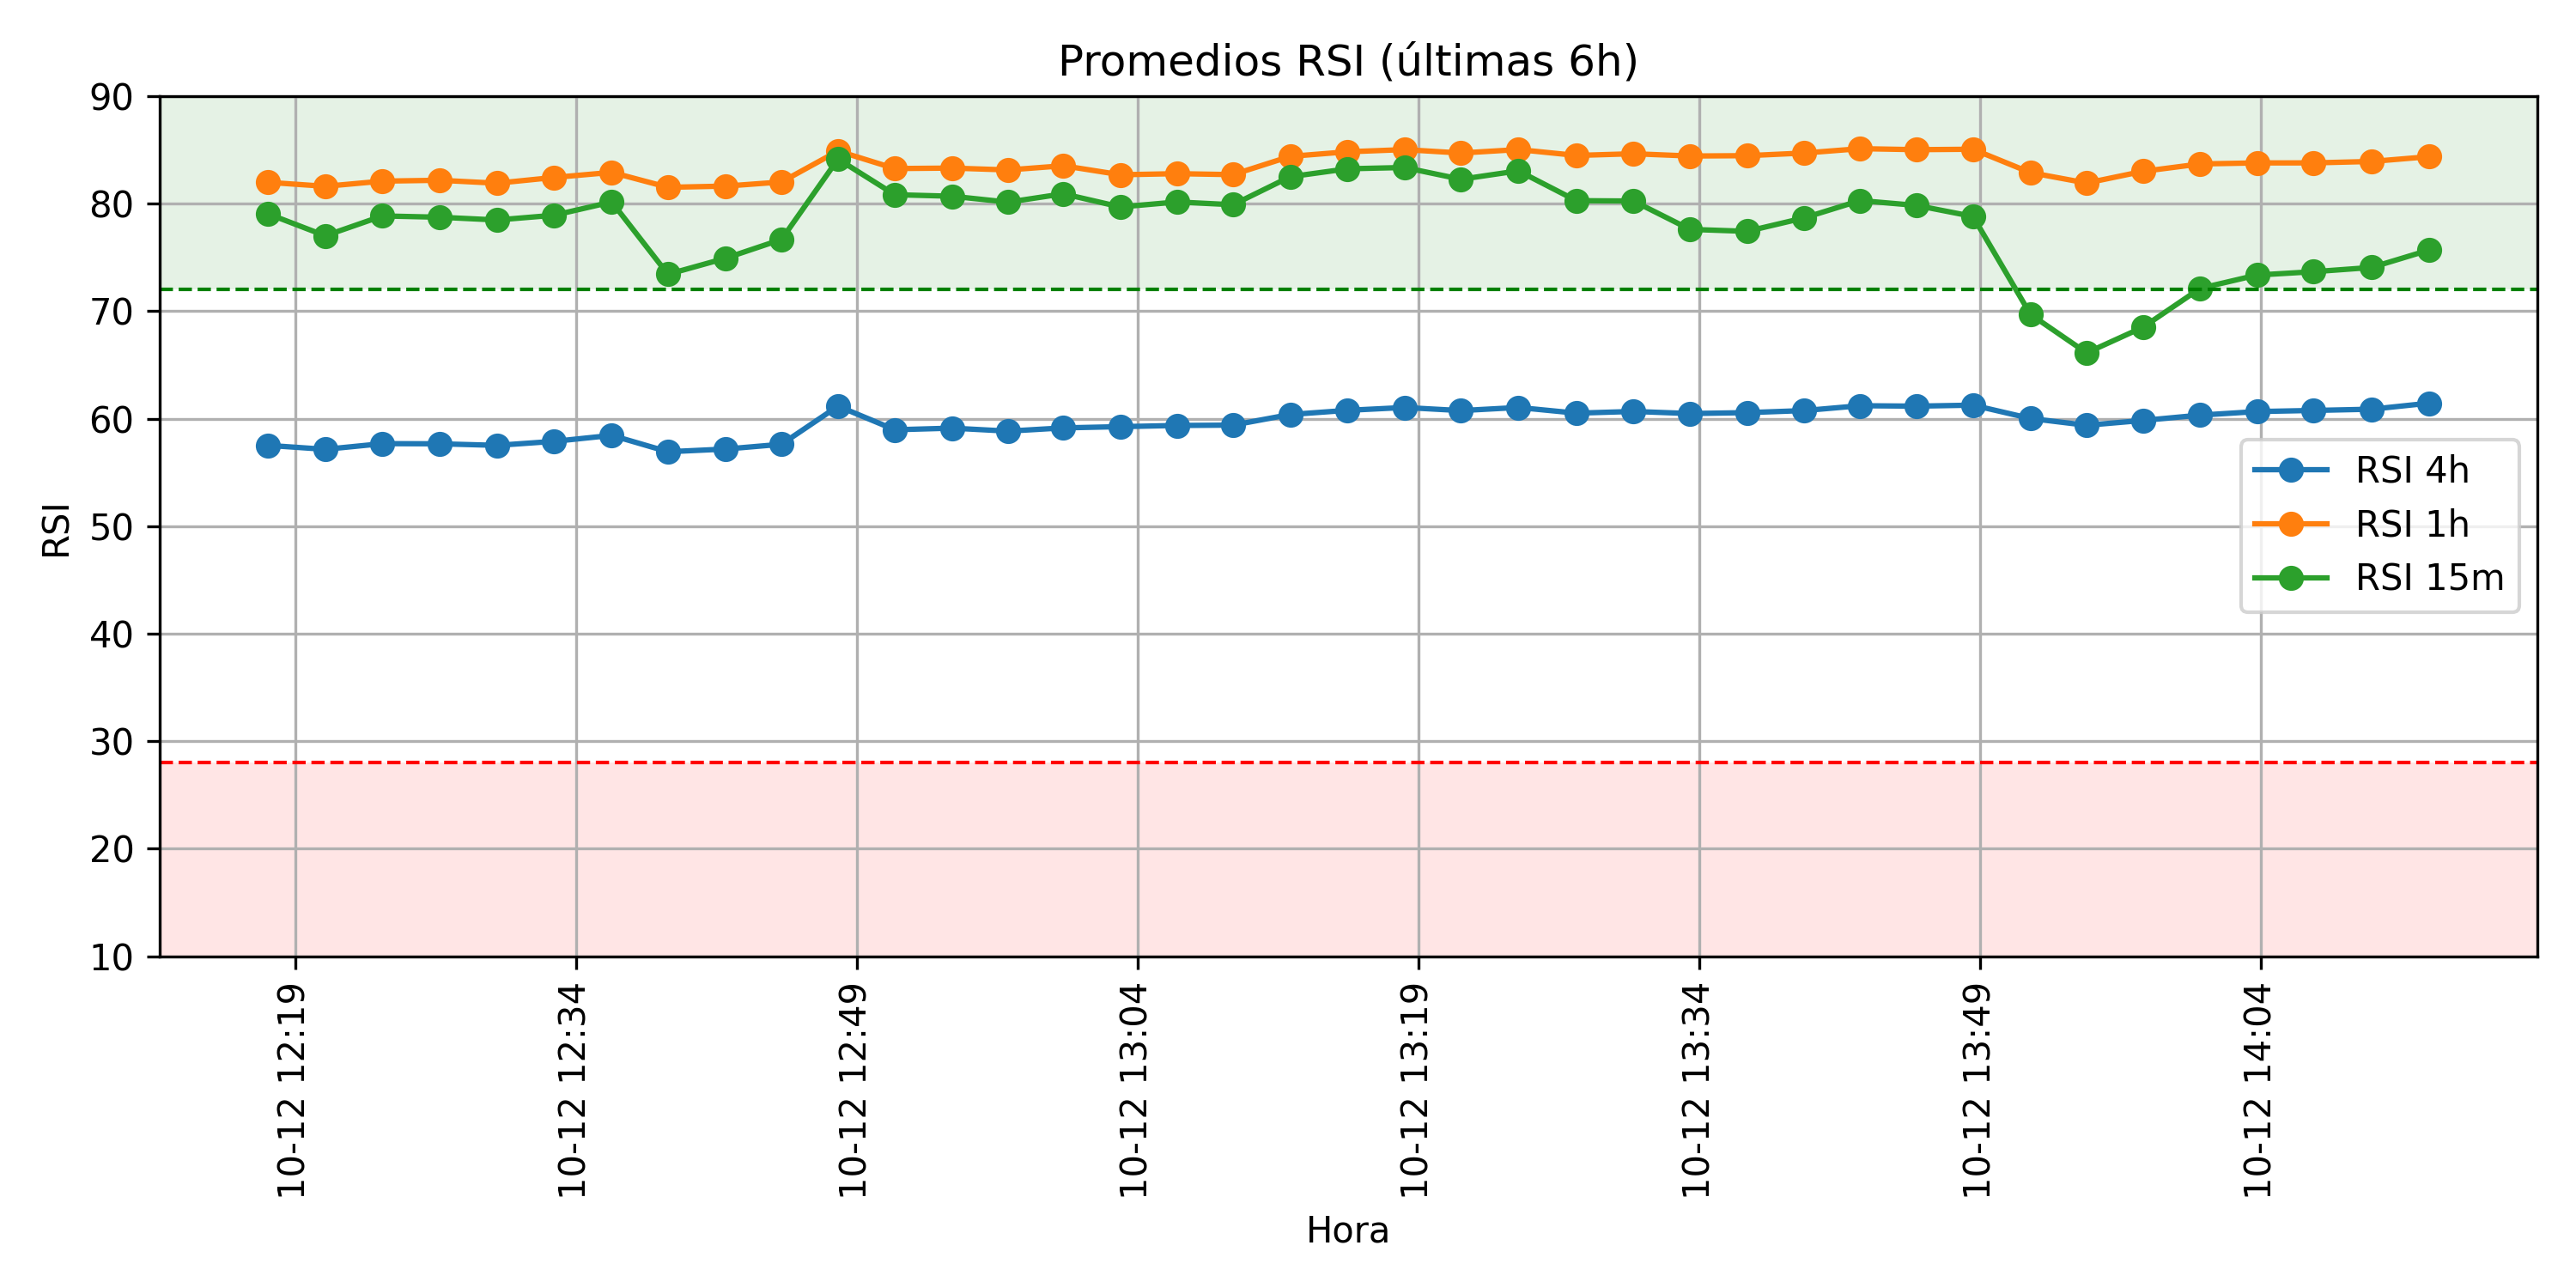 Promedios RSI (últimas 6h)
90
80
70
60
50
40
30
20
10
RSI
RSI 4h
RSI 1h
RSI 15m
10-12 12:19
10-12 12:34
10-12 12:49
10-12 13:04
10-12 13:19
10-12 13:34
10-12 13:49
10-12 14:04
Hora